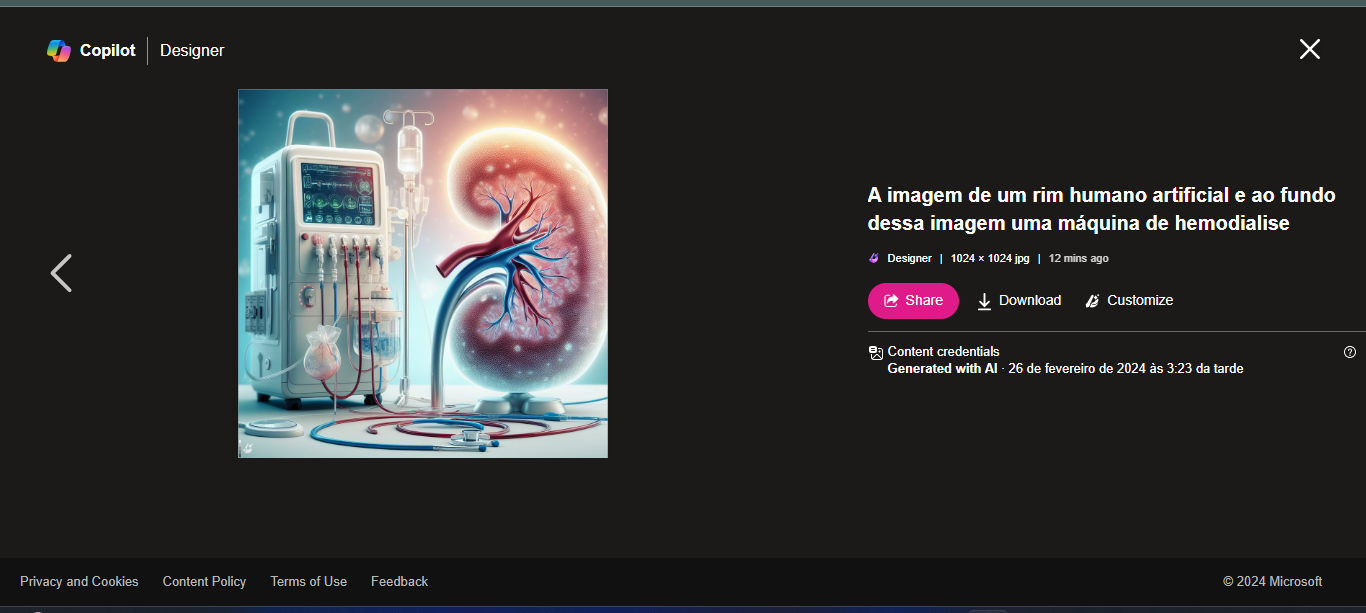 Copilot | Designer
A imagem de um rim humano artificial e ao fundo
dessa imagem uma máquina de hemodialise
Designer | 1024 × 1024 jpg | 12 mins ago
Share Download Customize
Content credentials
Generated with AI · 26 de fevereiro de 2024 às 3:23 da tarde
Privacy and Cookies Content Policy Terms of Use Feedback © 2024 Microsoft